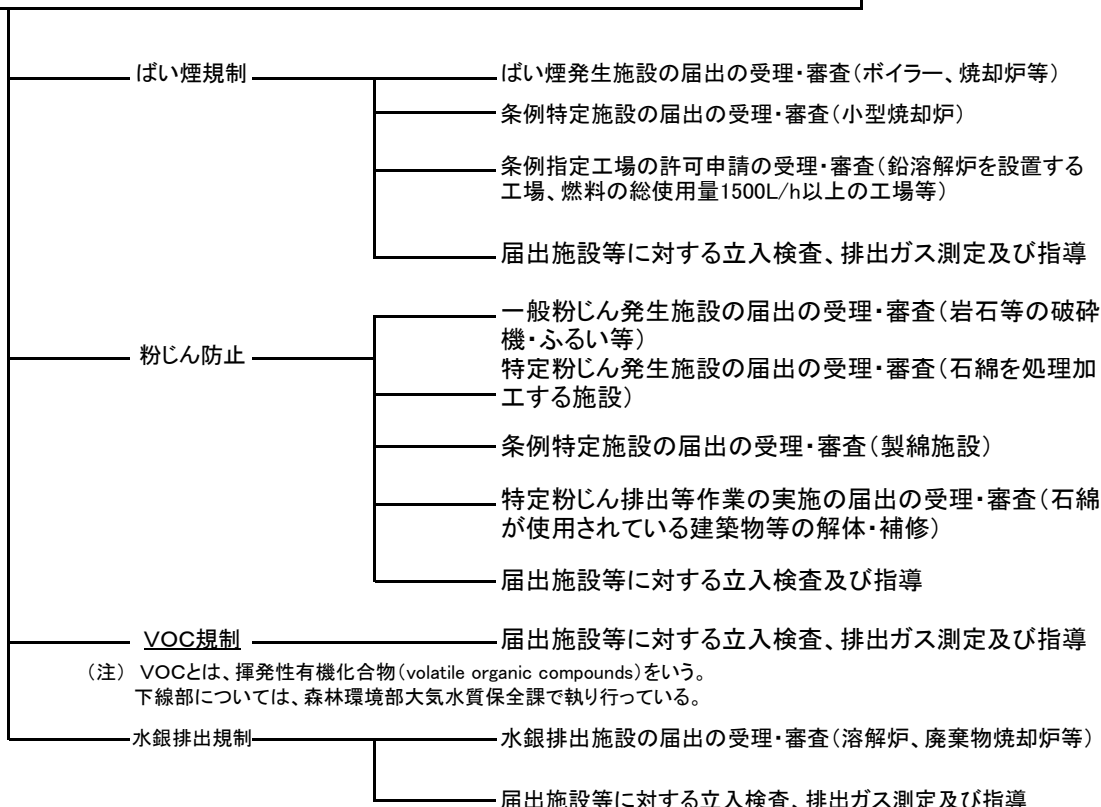 ばい煙規制
ばい煙発生施設の届出の受理・審査(ボイラー、焼却炉等)
条例特定施設の届出の受理・審査(小型焼却炉)
条例指定工場の許可申請の受理・審査(鉛溶解炉を設置する
工場、燃料の総使用量1500L/h以上の工場等)
届出施設等に対する立入検査、排出ガス測定及び指導
粉じん防止
一般粉じん発生施設の届出の受理・審査(岩石等の破砕
機・ふるい等)
特定粉じん発生施設の届出の受理・審査(石綿を処理加
工する施設)
条例特定施設の届出の受理・審査(製綿施設)
特定粉じん排出等作業の実施の届出の受理・審査(石綿
が使用されている建築物等の解体・補修)
届出施設等に対する立入検査及び指導
VOC規制
届出施設等に対する立入検査、排出ガス測定及び指導
(注) VOCとは、揮発性有機化合物(volatile organic compounds)をいう。
下線部については、森林環境部大気水質保全課で執り行っている。
水銀排出規制
水銀排出施設の届出の受理・審査(溶解炉、廃棄物焼却炉等)
届出施設等に対する立入検査、排出ガス測定及び指導